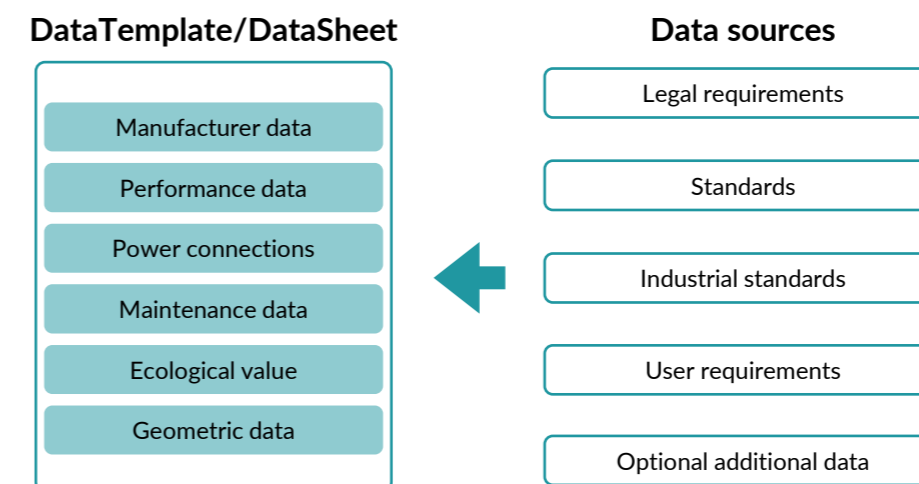 DataTemplate/DataSheet
Manufacturer data
Performance data
Power connections
Maintenance data
Ecological value
Geometric data
Data sources
Legal requirements
Standards
Industrial standards
User requirements
Optional additional data